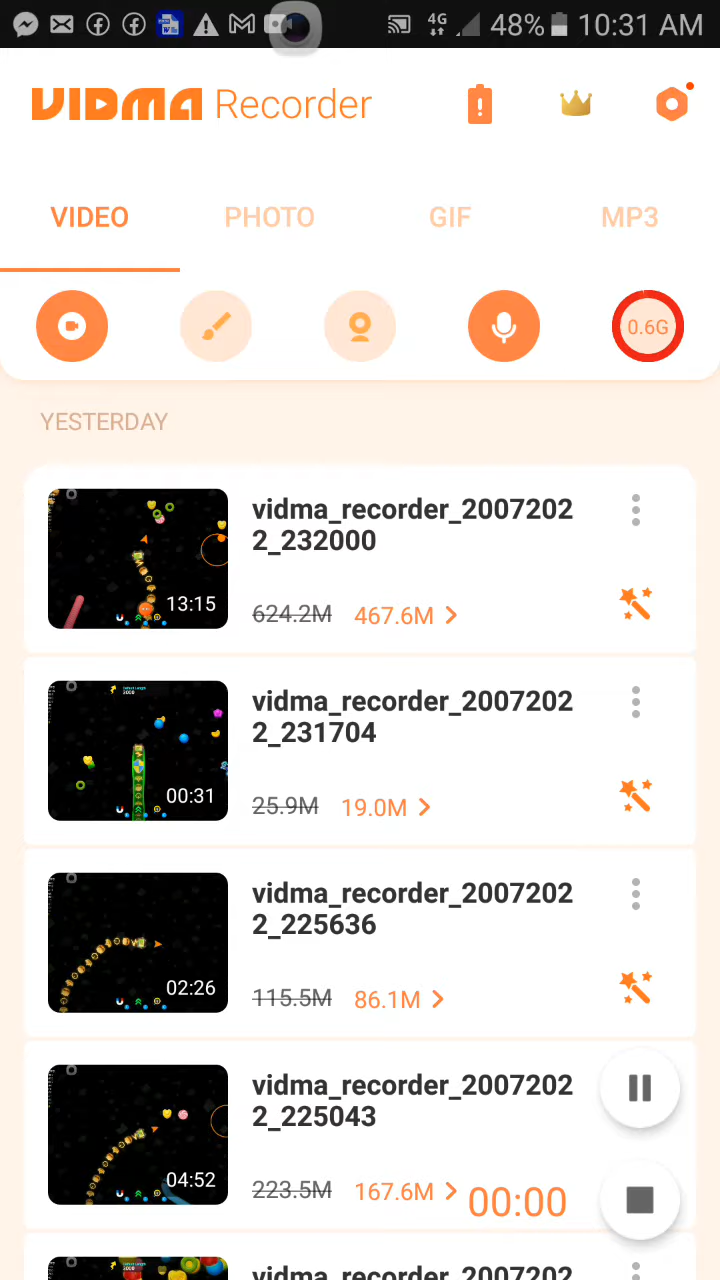 4G 48% 10:31 AM
VIDMA Recorder
VIDEO PHOTO GIF MP3
0.6G
YESTERDAY
vidma_recorder_2007202
2_232000
13:15
624.2M 467.6M
vidma_recorder_2007202
2_231704
00:31
25.9M 19.0M
vidma_recorder_2007202
2_225636
02:26
115.5M 86.1M
vidma_recorder_2007202
2_225043
04:52
223.5M 167.6M
00:00
vidma_recorder_2007202